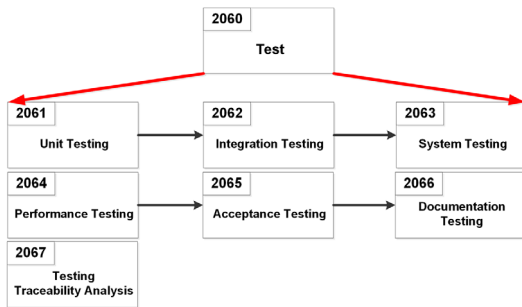 2060
Test
2061
Unit Testing
2062
Integration Testing
2063
System Testing
2064
Performance Testing
2065
Acceptance Testing
2066
Documentation
Testing
2067
Testing
Traceability Analysis